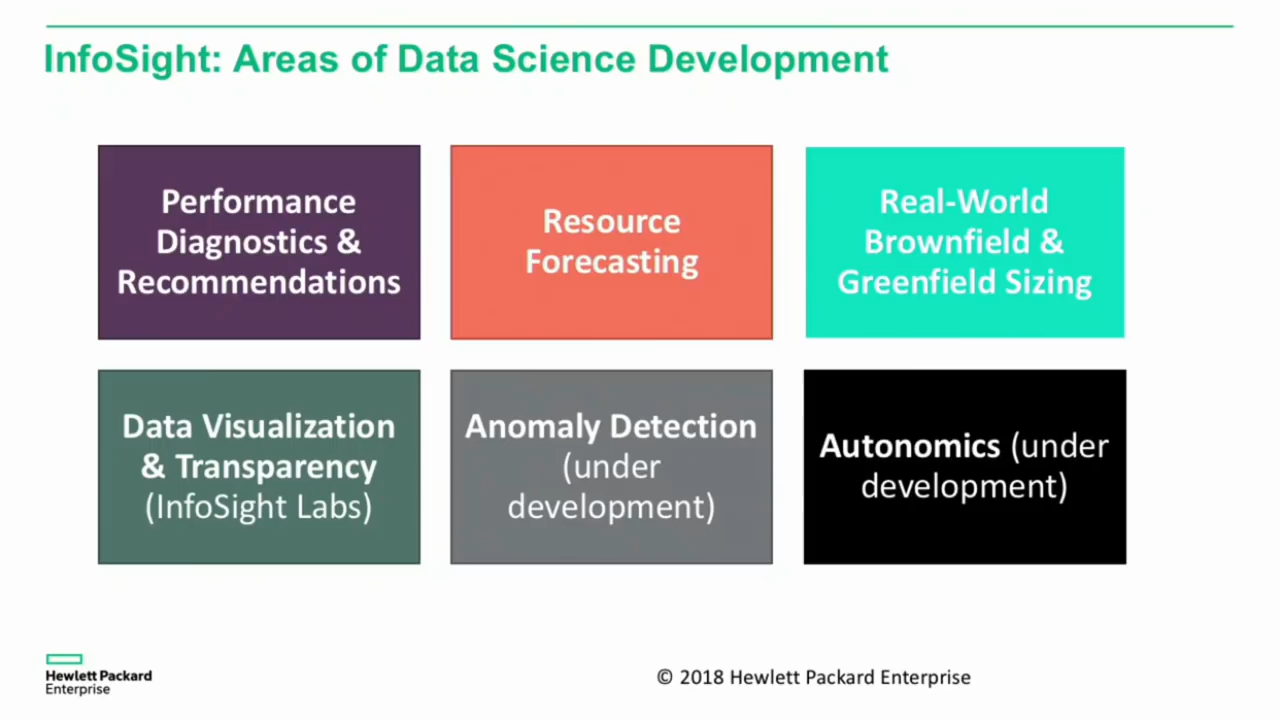 InfoSight: Areas of Data Science Development
Performance
Diagnostics &
Recommendations
Resource
Forecasting
Real-World
Brownfield &
Greenfield Sizing
Data Visualization
& Transparency
(InfoSight Labs)
Anomaly Detection
(under
development)
Autonomics (under
development)
Hewlett Packard
Enterprise
© 2018 Hewlett Packard Enterprise